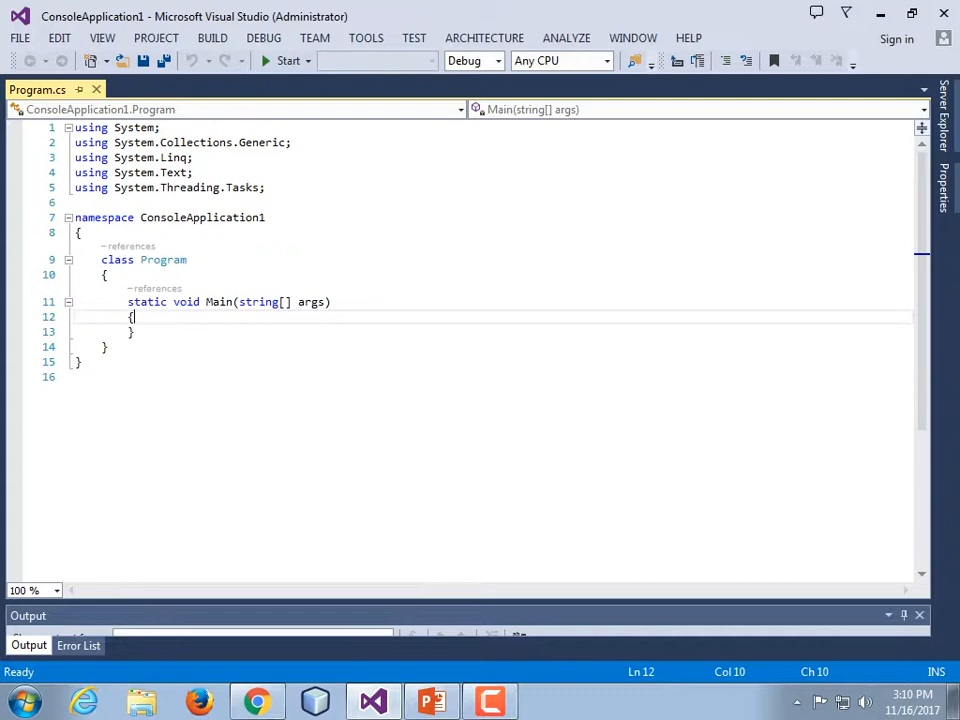 ConsoleApplication1 - Microsoft Visual Studio (Administrator)
FILE EDIT VIEW PROJECT BUILD DEBUG TEAM TOOLS TEST ARCHITECTURE ANALYZE WINDOW HELP Sign in
Start Debug Any CPU
Program.cs
ConsoleApplication1.Program Main(string[] args)
1 using System;
2 using System.Collections.Generic;
3 using System.Linq;
4 using System.Text;
5 using System.Threading.Tasks;
6
7 namespace ConsoleApplication1
8 {
–references
9 class Program
10 {
–references
11 static void Main(string[] args)
12 {
13 }
14 }
15 }
16
Server Explorer
Properties
100 %
Output
Output Error List
Ready Ln 12 Col 10 Ch 10 INS
3:10 PM
11/16/2017